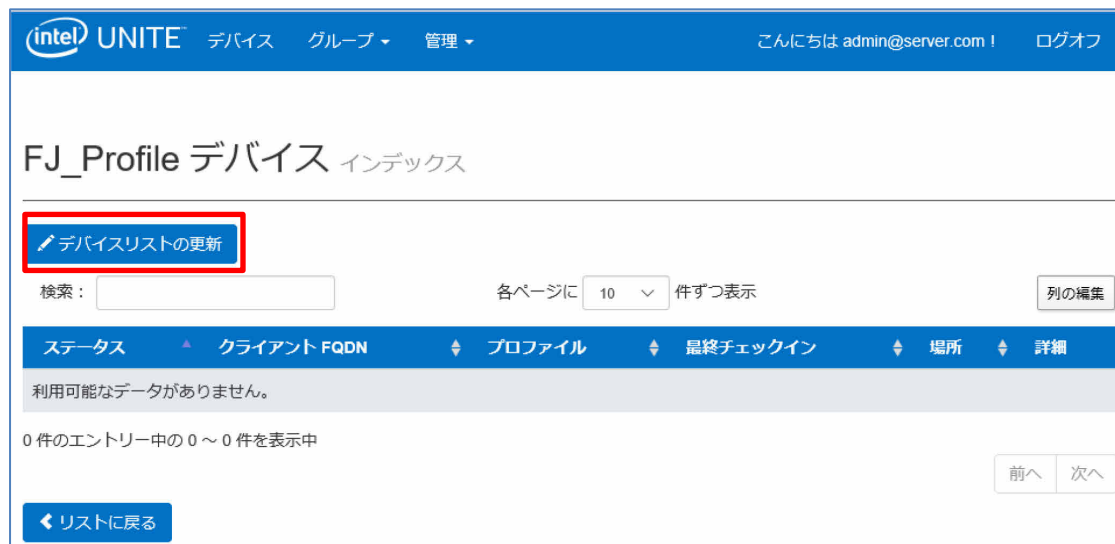 intel UNITE™ デバイス グループ 管理 こんにちは admin@server.com ! ログオフ
FJ_Profile デバイス インデックス
デバイスリストの更新
検索： 各ページに 10 件ずつ表示 列の編集
ステータス クライアント FQDN プロファイル 最終チェックイン 場所 詳細
利用可能なデータがありません。
0 件のエントリー中の 0 ～ 0 件を表示中
前へ 次へ
リストに戻る